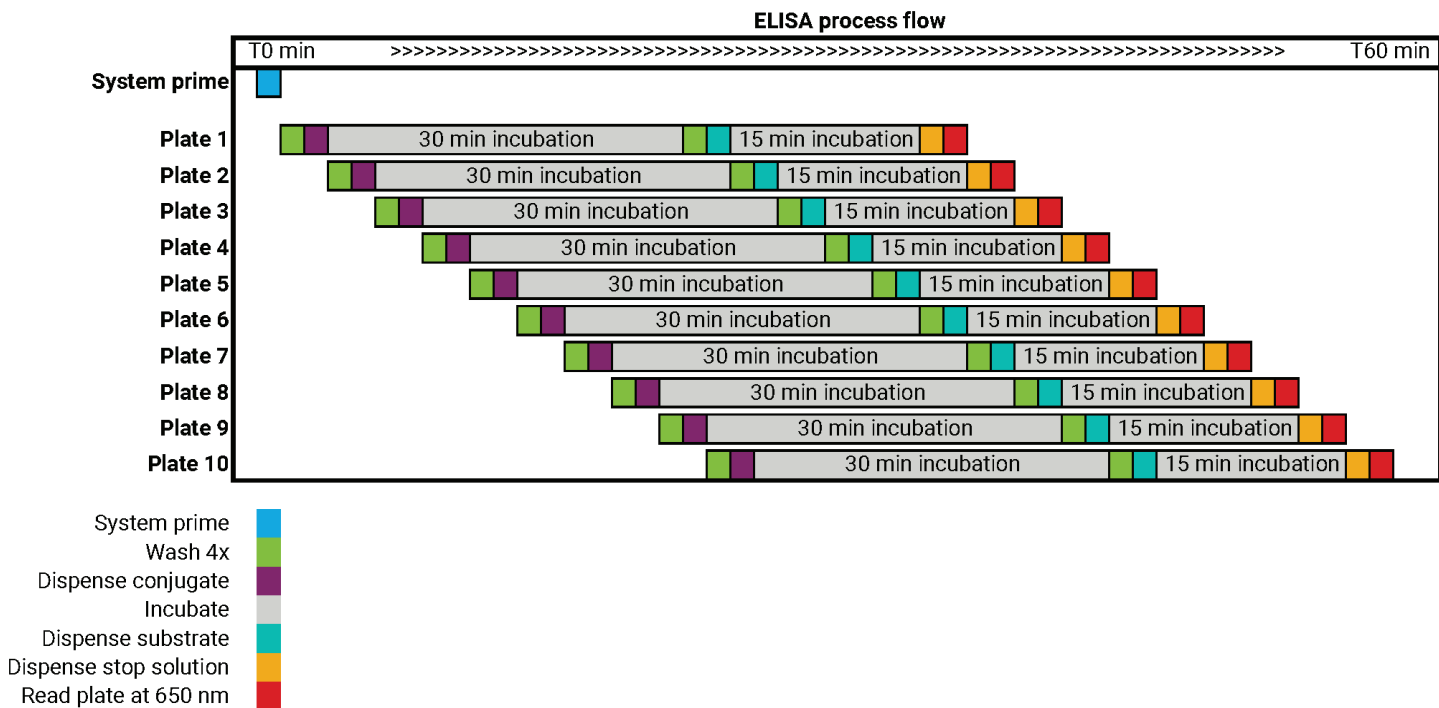 ELISA process flow
T0 min >>>>>>>>>>>>>>>>>>>>>>>>>>>>>>>>>>>>>>>>>>>>>>>>>>>>>>>>>>>>>>>>>>>>>>>>>>>>>> T60 min
System prime
Plate 1 30 min incubation 15 min incubation
Plate 2 30 min incubation 15 min incubation
Plate 3 30 min incubation 15 min incubation
Plate 4 30 min incubation 15 min incubation
Plate 5 30 min incubation 15 min incubation
Plate 6 30 min incubation 15 min incubation
Plate 7 30 min incubation 15 min incubation
Plate 8 30 min incubation 15 min incubation
Plate 9 30 min incubation 15 min incubation
Plate 10 30 min incubation 15 min incubation
System prime
Wash 4x
Dispense conjugate
Incubate
Dispense substrate
Dispense stop solution
Read plate at 650 nm